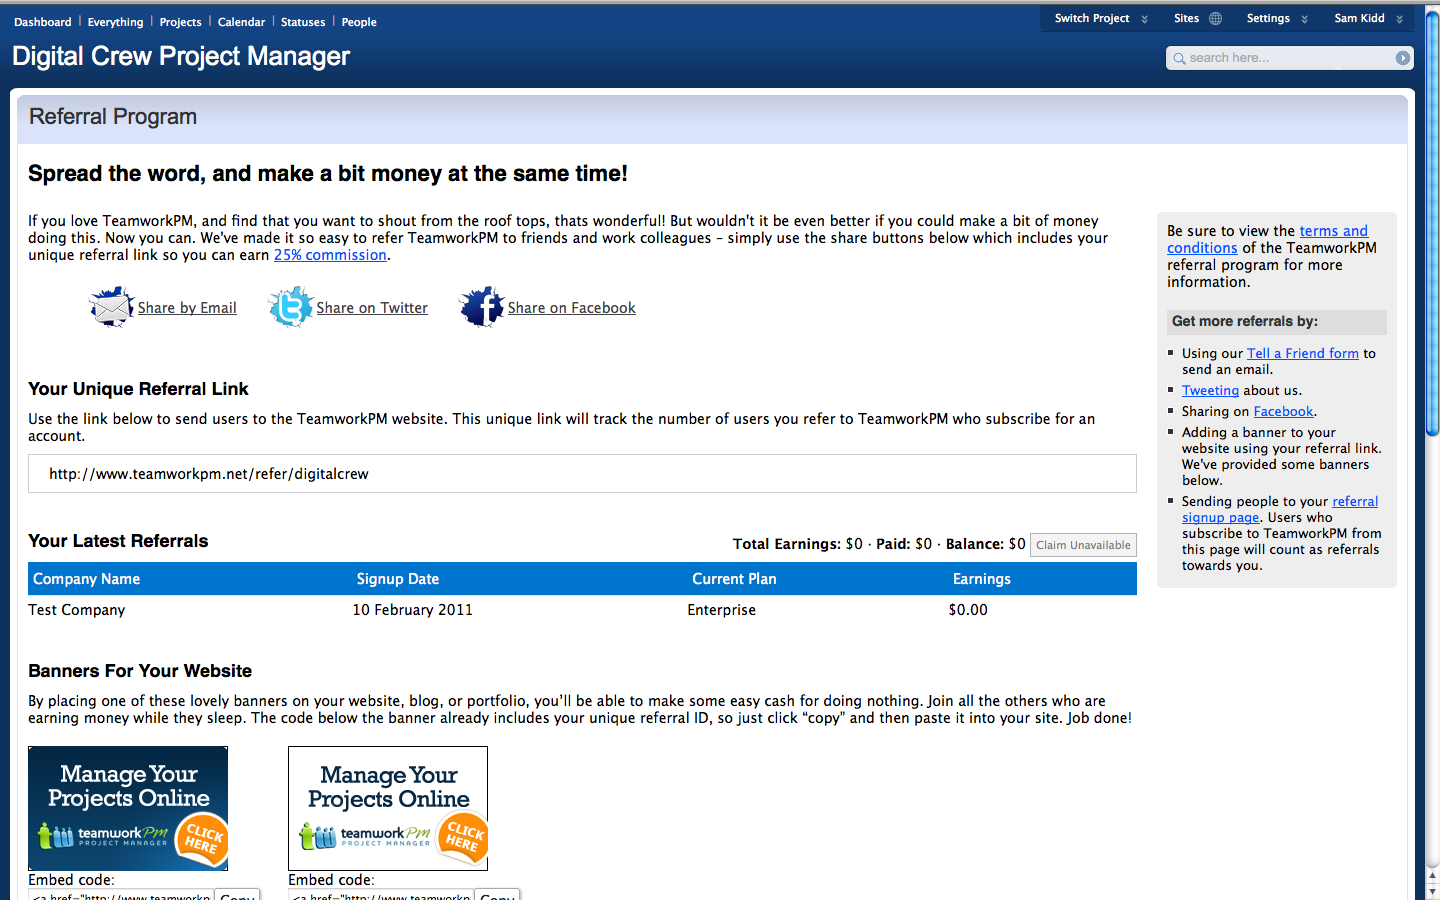 Dashboard | Everything | Projects | Calendar | Statuses | People
Switch Project Sites Settings Sam Kidd
Digital Crew Project Manager
search here...
Referral Program
Spread the word, and make a bit money at the same time!
If you love TeamworkPM, and find that you want to shout from the roof tops, thats wonderful! But wouldn't it be even better if you could make a bit of money
doing this. Now you can. We've made it so easy to refer TeamworkPM to friends and work colleagues – simply use the share buttons below which includes your
unique referral link so you can earn 25% commission.
Share by Email Share on Twitter Share on Facebook
Your Unique Referral Link
Use the link below to send users to the TeamworkPM website. This unique link will track the number of users you refer to TeamworkPM who subscribe for an
account.
http://www.teamworkpm.net/refer/digitalcrew
Your Latest Referrals
Total Earnings: $0 · Paid: $0 · Balance: $0 Claim Unavailable
Company Name Signup Date Current Plan Earnings
Test Company 10 February 2011 Enterprise $0.00
Banners For Your Website
By placing one of these lovely banners on your website, blog, or portfolio, you’ll be able to make some easy cash for doing nothing. Join all the others who are
earning money while they sleep. The code below the banner already includes your unique referral ID, so just click “copy” and then paste it into your site. Job done!
Manage Your
Projects Online
teamworkPm
PROJECT MANAGER
CLICK
HERE
Embed code:
<a href="http://www.teamworkp Copy
Manage Your
Projects Online
teamworkPm
PROJECT MANAGER
CLICK
HERE
Embed code:
<a href="http://www.teamworkp Copy
Be sure to view the terms and
conditions of the TeamworkPM
referral program for more
information.
Get more referrals by:
Using our Tell a Friend form to
send an email.
Tweeting about us.
Sharing on Facebook.
Adding a banner to your
website using your referral link.
We've provided some banners
below.
Sending people to your referral
signup page. Users who
subscribe to TeamworkPM from
this page will count as referrals
towards you.